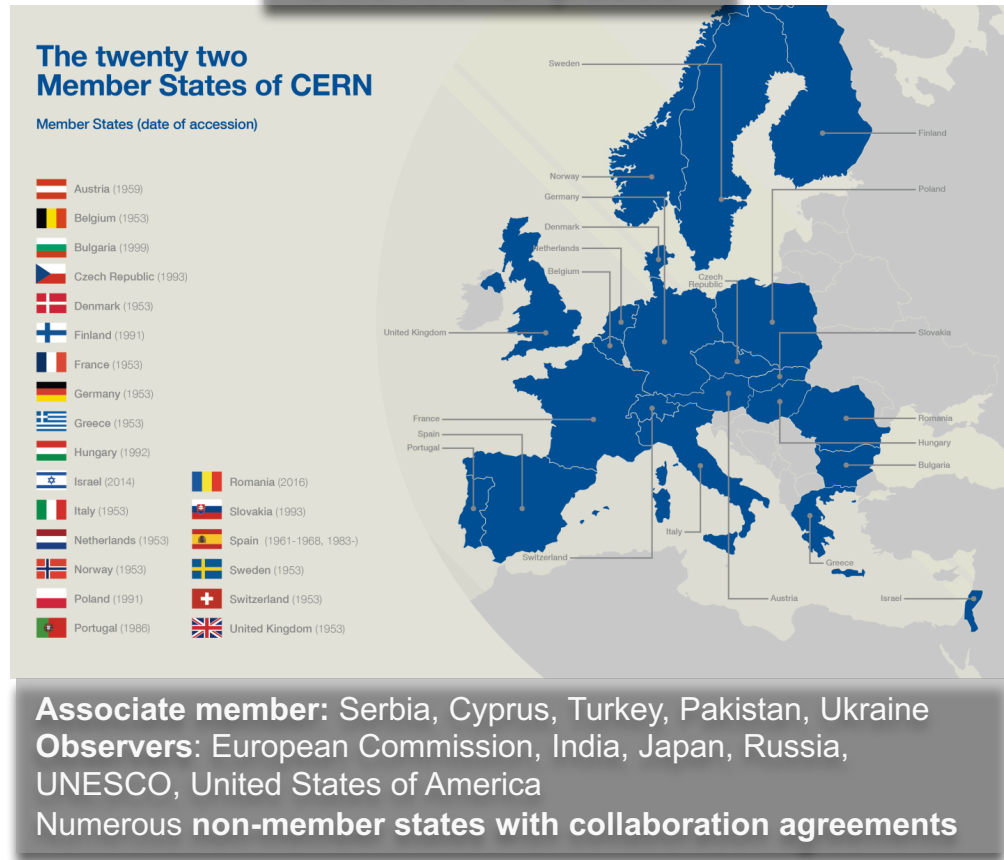 The twenty two
Member States of CERN
Member States (date of accession)
Austria (1959)
Belgium (1953)
Bulgaria (1999)
Czech Republic (1993)
Denmark (1953)
Finland (1991)
France (1953)
Germany (1953)
Greece (1953)
Hungary (1992)
Israel (2014)
Italy (1953)
Netherlands (1953)
Norway (1953)
Poland (1991)
Portugal (1986)
Romania (2016)
Slovakia (1993)
Spain (1961-1968, 1983-)
Sweden (1953)
Switzerland (1953)
United Kingdom (1953)
Sweden
Finland
Norway
Poland
Germany
Denmark
Netherlands
Belgium
Czech
Republic
United Kingdom
Slovakia
France
Romania
Spain
Hungary
Portugal
Bulgaria
Italy
Switzerland
Greece
Austria
Israel
Associate member: Serbia, Cyprus, Turkey, Pakistan, Ukraine
Observers: European Commission, India, Japan, Russia,
UNESCO, United States of America
Numerous non-member states with collaboration agreements